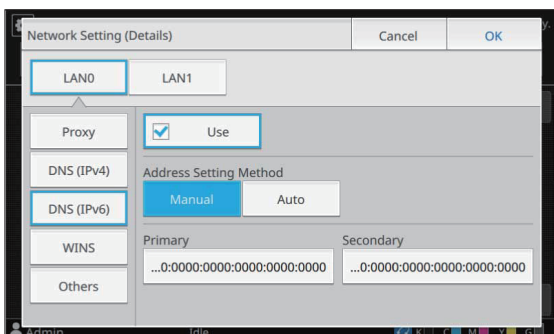 Network Setting (Details) Cancel OK
LAN0 LAN1
Proxy
Use
DNS (IPv4)
Address Setting Method
Manual Auto
DNS (IPv6)
WINS
Primary Secondary
...0:0000:0000:0000:0000:0000 ...0:0000:0000:0000:0000:0000
Others
Admin Idle K C M Y G